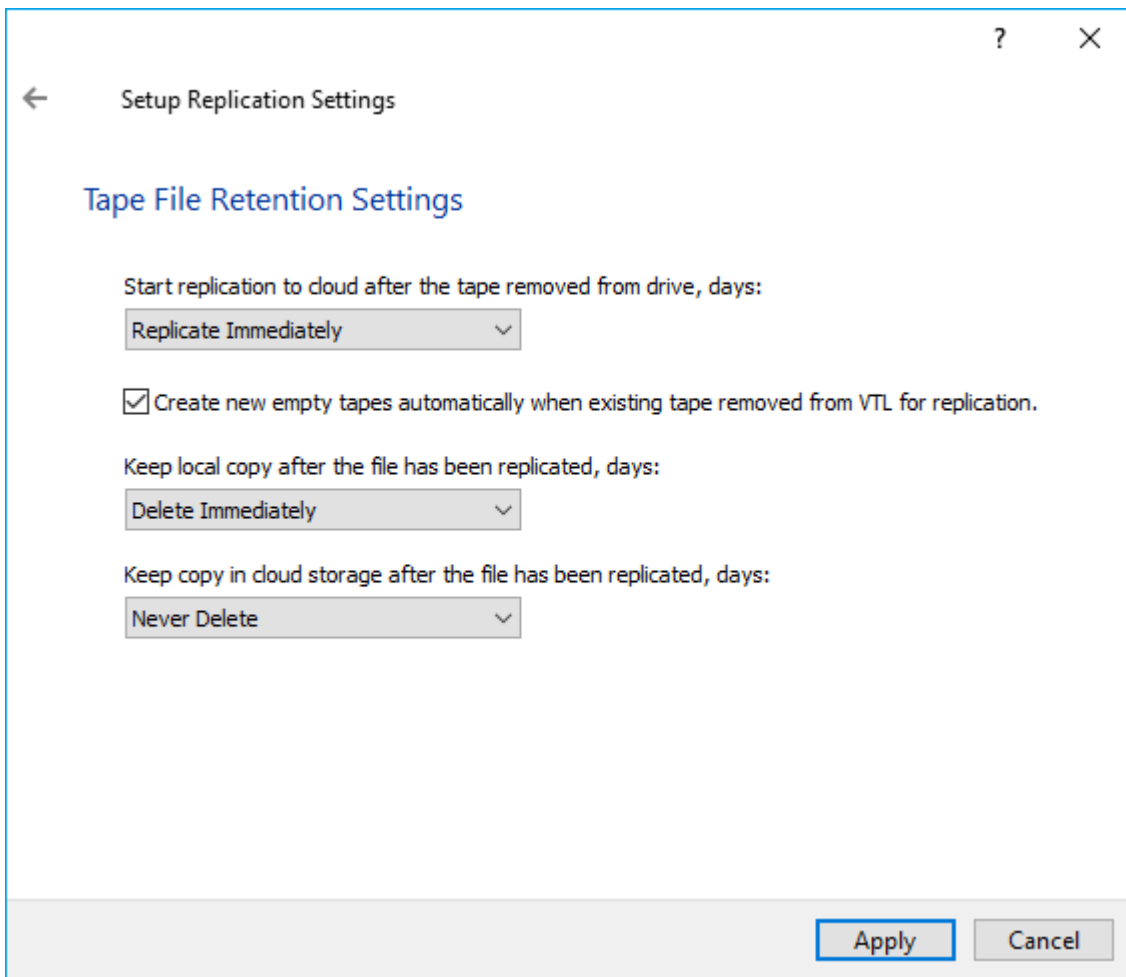 ?
Setup Replication Settings
Tape File Retention Settings
Start replication to cloud after the tape removed from drive, days:
Replicate Immediately
Create new empty tapes automatically when existing tape removed from VTL for replication.
Keep local copy after the file has been replicated, days:
Delete Immediately
Keep copy in cloud storage after the file has been replicated, days:
Never Delete
Apply Cancel